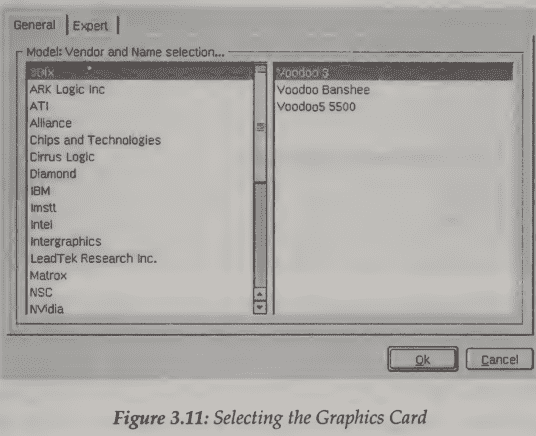 General Expert
Model: Vendor and Name selection...
3Dfx
Voodoo 3
ARK Logic Inc
Voodoo Banshee
ATI
Voodoo5 5500
Alliance
Chips and Technologies
Cirrus Logic
Diamond
IBM
Imstt
Intel
Intergraphics
LeadTek Research Inc.
Matrox
NSC
NVidia
Ok Cancel
Figure 3.11: Selecting the Graphics Card